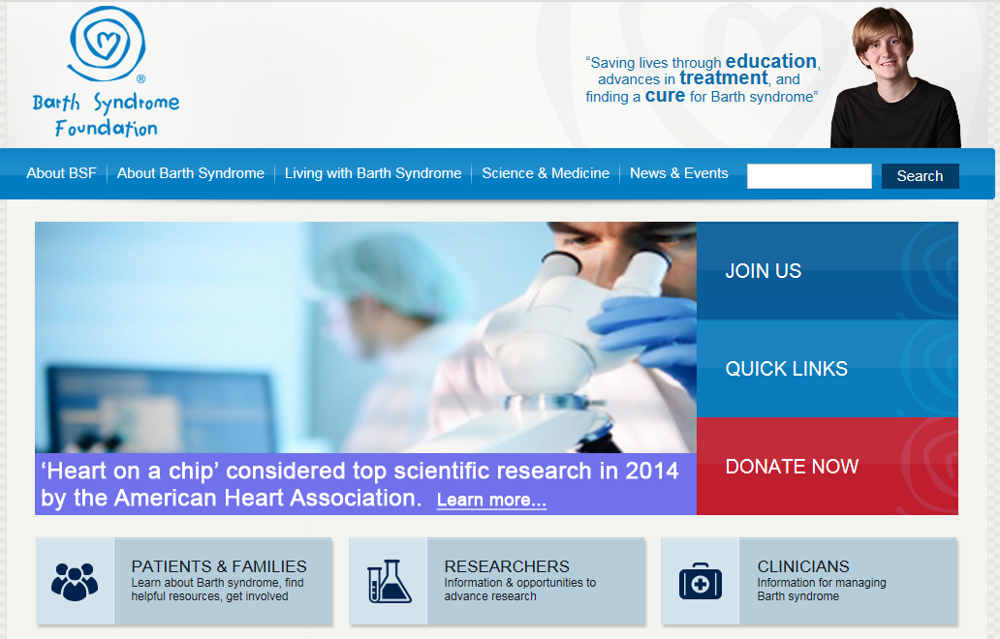 Barth Syndrome
Foundation
®
“Saving lives through education,
advances in treatment, and
finding a cure for Barth syndrome”
About BSF
About Barth Syndrome
Living with Barth Syndrome
Science & Medicine
News & Events
Search
JOIN US
QUICK LINKS
DONATE NOW
‘Heart on a chip’ considered top scientific research in 2014
by the American Heart Association. Learn more...
PATIENTS & FAMILIES
Learn about Barth syndrome, find
helpful resources, get involved
RESEARCHERS
Information & opportunities to
advance research
CLINICIANS
Information for managing
Barth syndrome